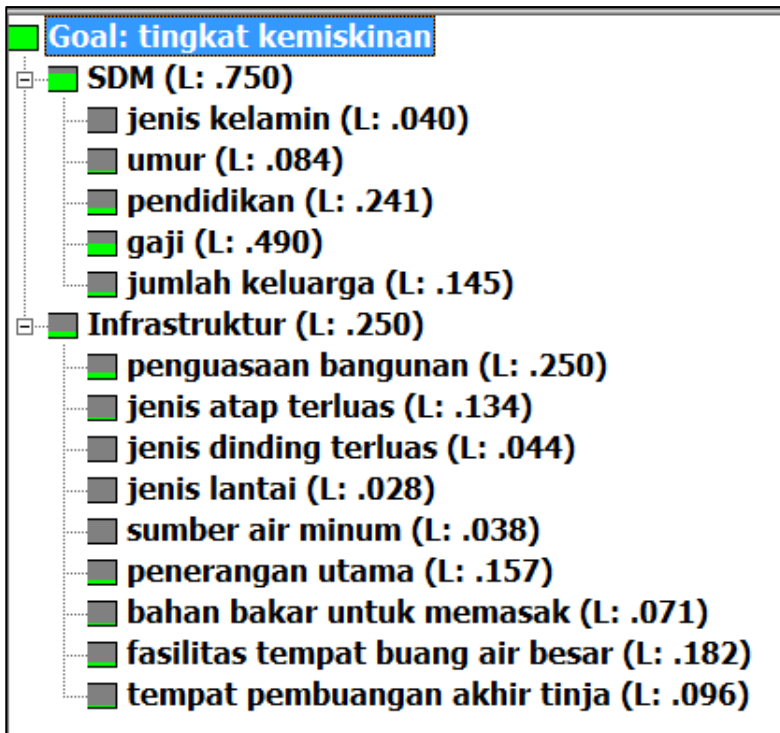 Goal: tingkat kemiskinan
SDM (L: .750)
jenis kelamin (L: .040)
umur (L: .084)
pendidikan (L: .241)
gaji (L: .490)
jumlah keluarga (L: .145)
Infrastruktur (L: .250)
penguasaan bangunan (L: .250)
jenis atap terluas (L: .134)
jenis dinding terluas (L: .044)
jenis lantai (L: .028)
sumber air minum (L: .038)
penerangan utama (L: .157)
bahan bakar untuk memasak (L: .071)
fasilitas tempat buang air besar (L: .182)
tempat pembuangan akhir tinja (L: .096)